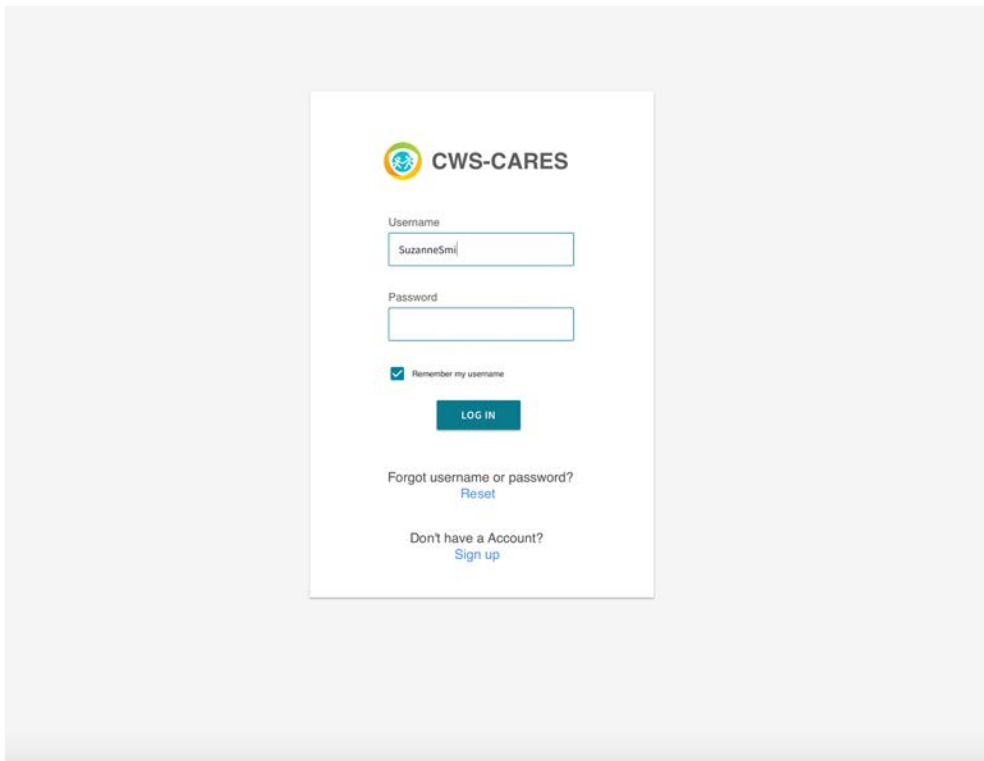 CWS-CARES
Username
SuzanneSmi
Password
Remember my username
LOG IN
Forgot username or password?
Reset
Don't have a Account?
Sign up